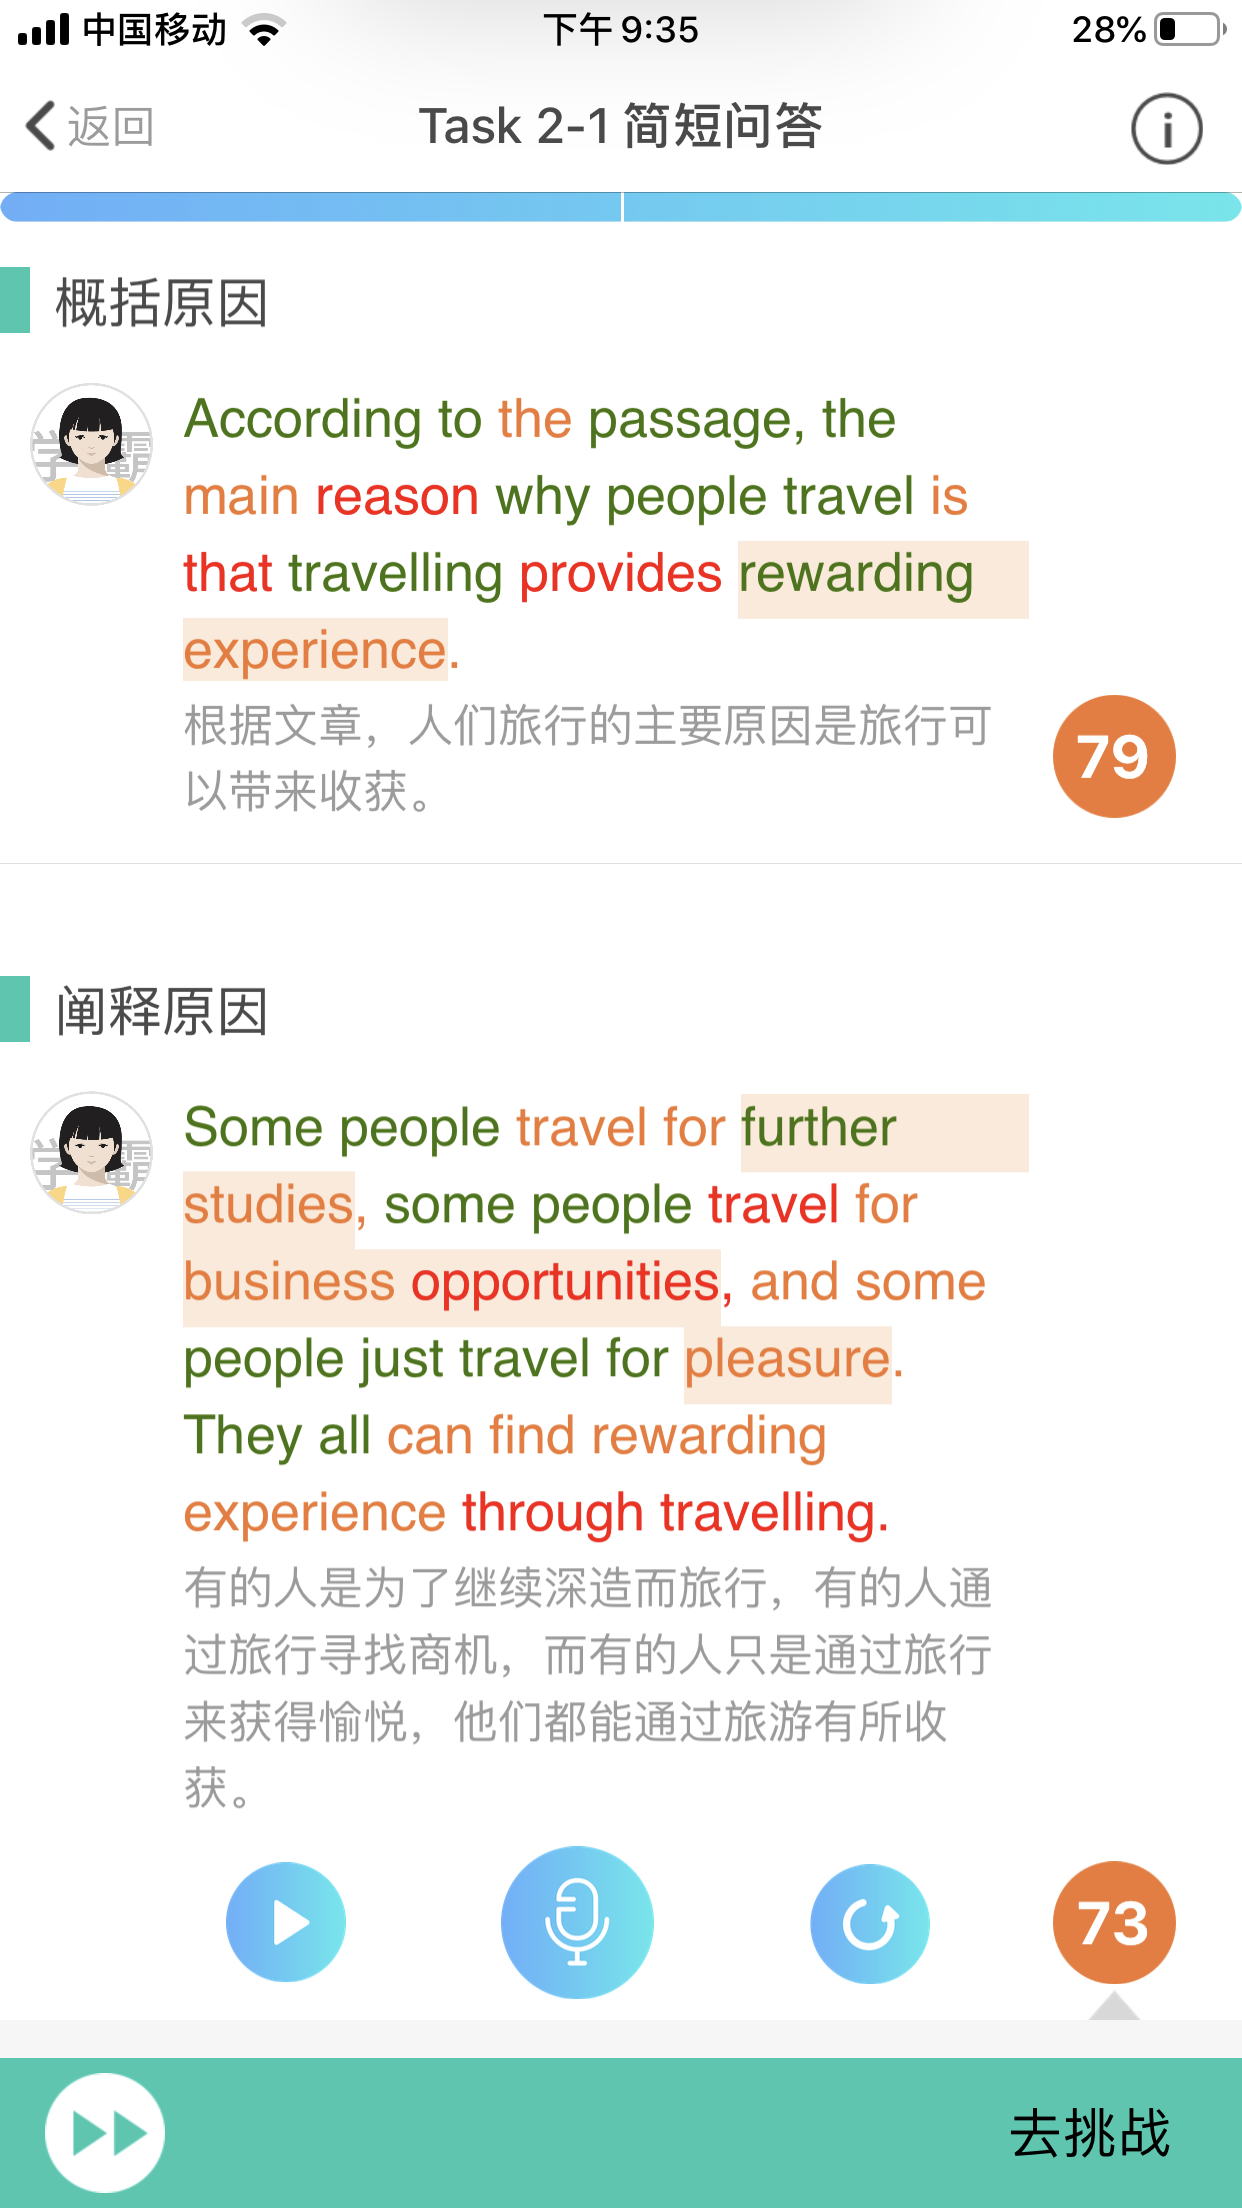 中国移动
下午 9:35
28%
返回
Task 2-1 简短问答
i
概括原因
学霸
According to the passage, the
main reason why people travel is
that travelling provides rewarding
experience.
根据文章，人们旅行的主要原因是旅行可
以带来收获。
79
阐释原因
学霸
Some people travel for further
studies, some people travel for
business opportunities, and some
people just travel for pleasure.
They all can find rewarding
experience through travelling.
有的人是为了继续深造而旅行，有的人通
过旅行寻找商机，而有的人只是通过旅行
来获得愉悦，他们都能通过旅游有所收
获。
73
去挑战